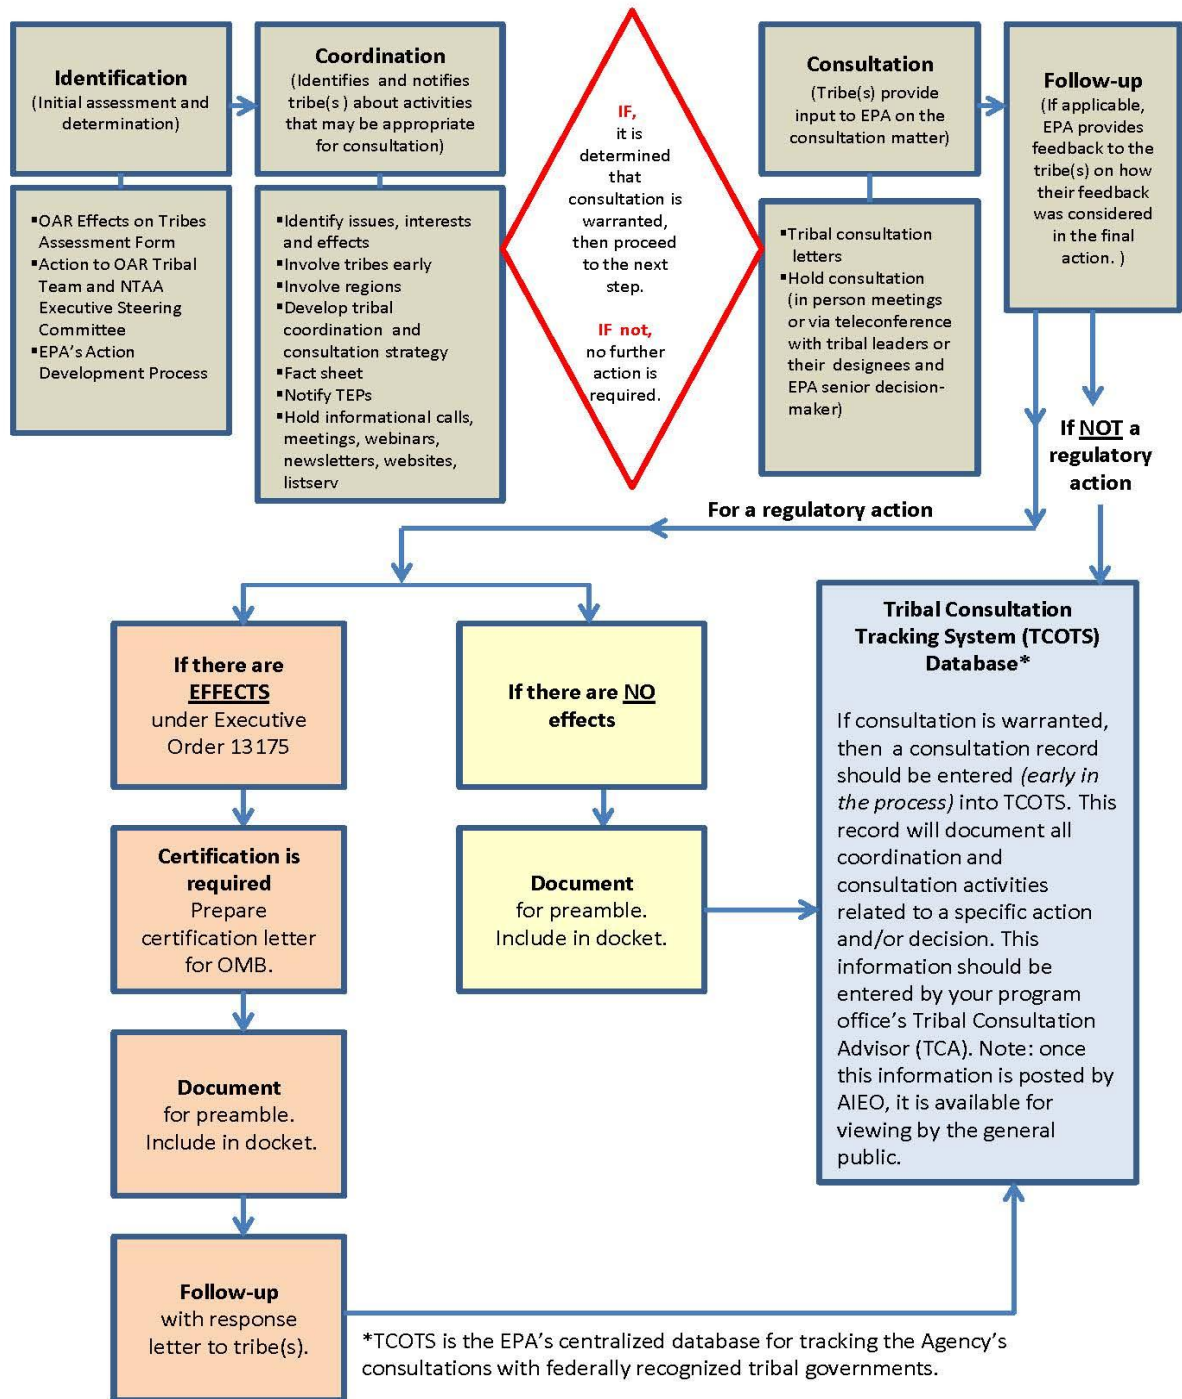 Identification
(Initial assessment and
determination)
▪OAR Effects on Tribes
Assessment Form
▪Action to OAR Tribal
Team and NTAA
Executive Steering
Committee
▪EPA's Action
Development Process
Coordination
(Identifies and notifies
tribe(s) about activities
that may be appropriate
for consultation)
▪Identify issues, interests
and effects
▪Involve tribes early
▪Involve regions
▪Develop tribal
coordination and
consultation strategy
▪Fact sheet
▪Notify TEPs
▪Hold informational calls,
meetings, webinars,
newsletters, websites,
listserv
IF,
it is
determined
that
consultation is
warranted,
then proceed
to the next
step.
IF not,
no further
action is
required.
Consultation
(Tribe(s) provide
input to EPA on the
consultation matter)
▪Tribal consultation
letters
▪Hold consultation
(in person meetings
or via teleconference
with tribal leaders or
their designees and
EPA senior decision-
maker)
Follow-up
(If applicable,
EPA provides
feedback to the
tribe(s) on how
their feedback
was considered
in the final
action. )
If NOT a
regulatory
action
For a regulatory action
If there are
EFFECTS
under Executive
Order 13175
Certification is
required
Prepare
certification letter
for OMB.
Document
for preamble.
Include in docket.
Follow-up
with response
letter to tribe(s).
If there are NO
effects
Document
for preamble.
Include in docket.
Tribal Consultation
Tracking System (TCOTS)
Database*
If consultation is warranted,
then a consultation record
should be entered (early in
the process) into TCOTS. This
record will document all
coordination and
consultation activities
related to a specific action
and/or decision. This
information should be
entered by your program
office's Tribal Consultation
Advisor (TCA). Note: once
this information is posted by
AIEO, it is available for
viewing by the general
public.
*TCOTS is the EPA's centralized database for tracking the Agency's
consultations with federally recognized tribal governments.